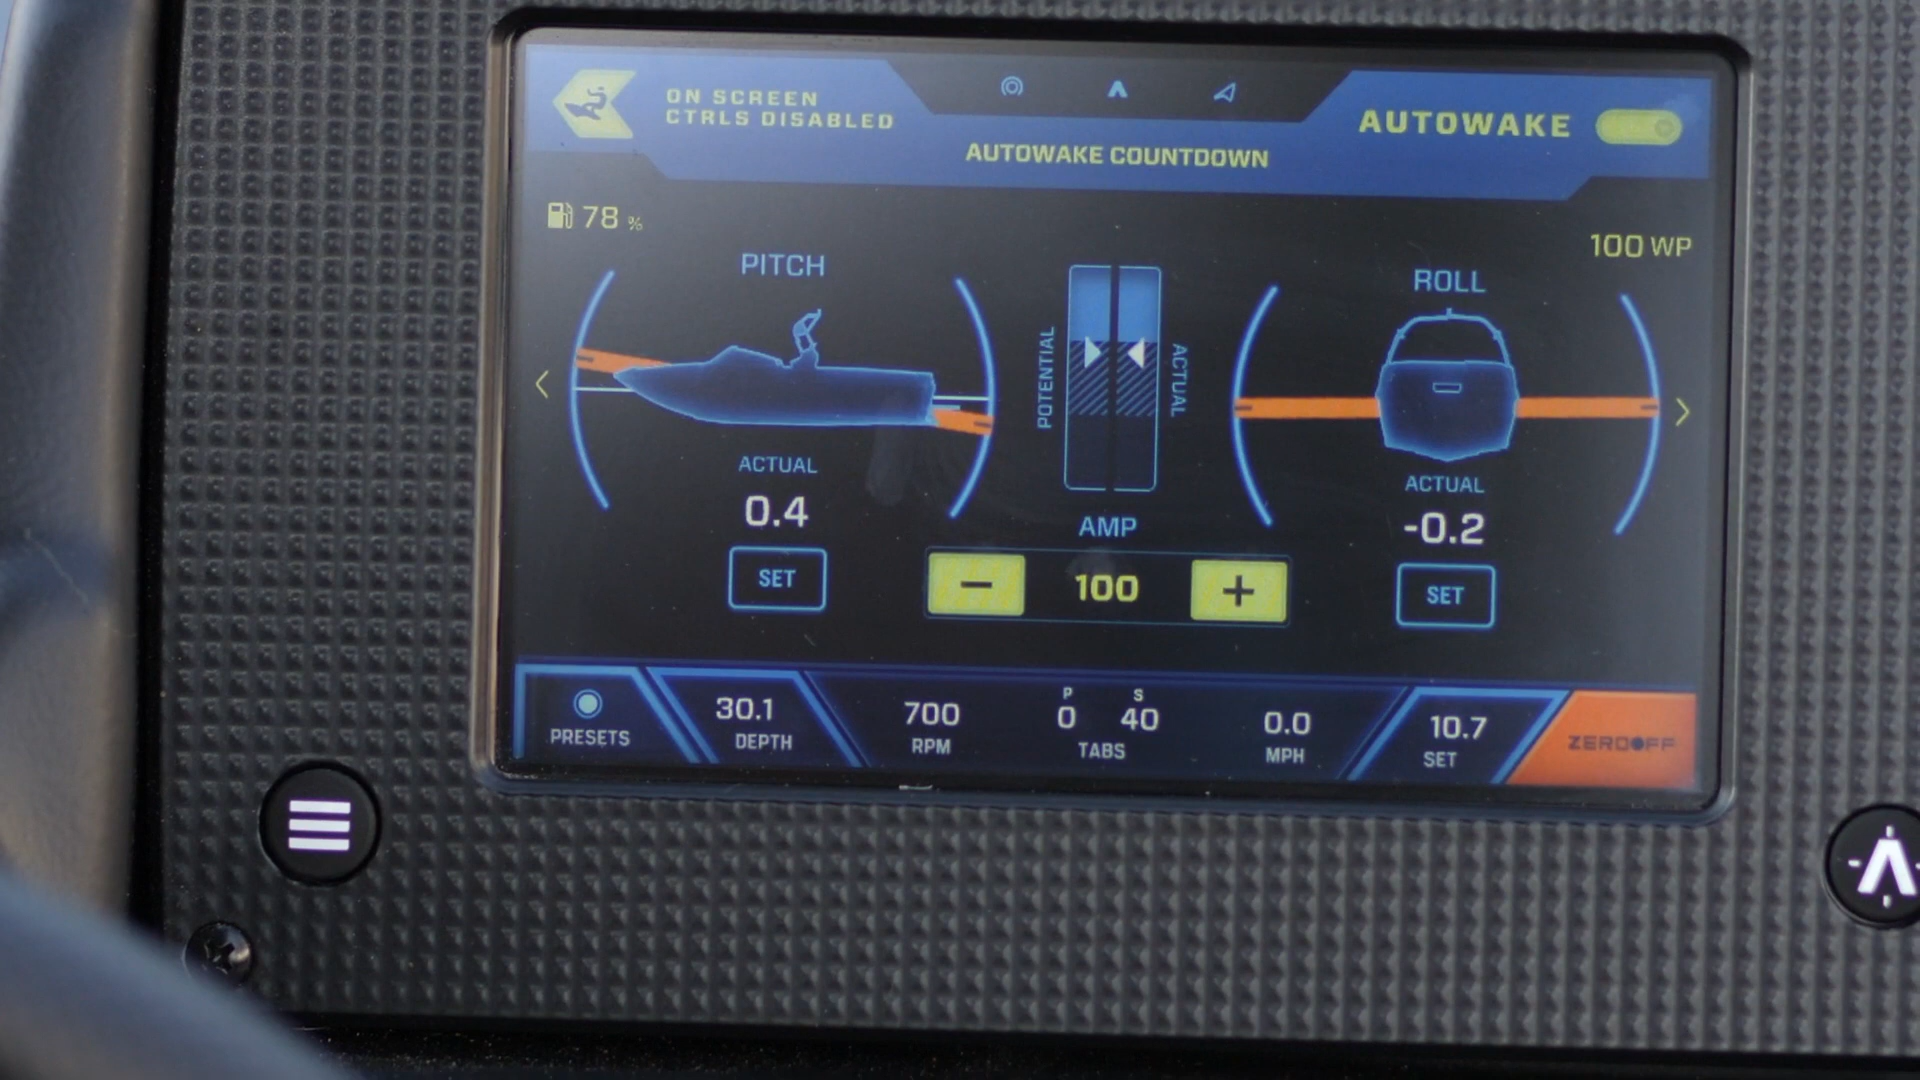 ON SCREEN
CTRLS DISABLED
AUTOWAKE
AUTOWAKE COUNTDOWN
78 %
100 WP
PITCH
ROLL
POTENTIAL
ACTUAL
ACTUAL
0.4
SET
AMP
- 100 +
ACTUAL
-0.2
SET
PRESETS
30.1
DEPTH
700
RPM
P S
0 40
TABS
0.0
MPH
10.7
SET
ZERO OFF